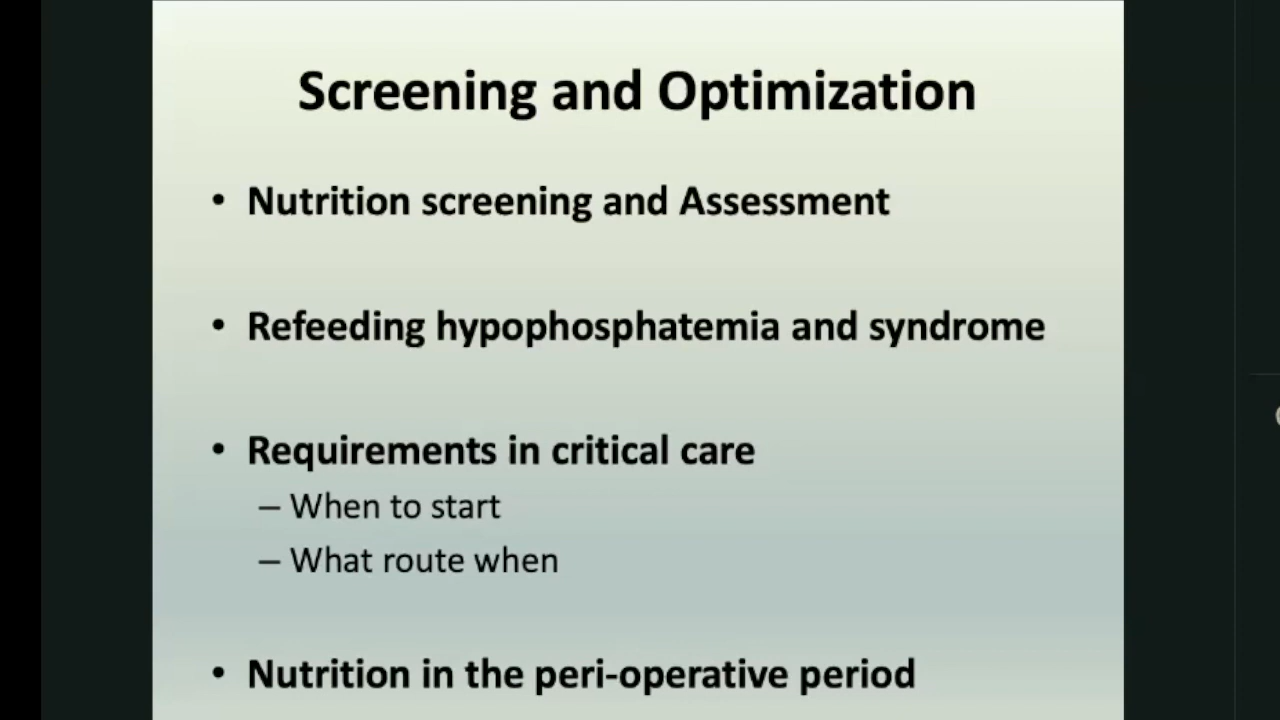 Screening and Optimization
• Nutrition screening and Assessment
• Refeeding hypophosphatemia and syndrome
• Requirements in critical care
– When to start
– What route when
• Nutrition in the peri-operative period